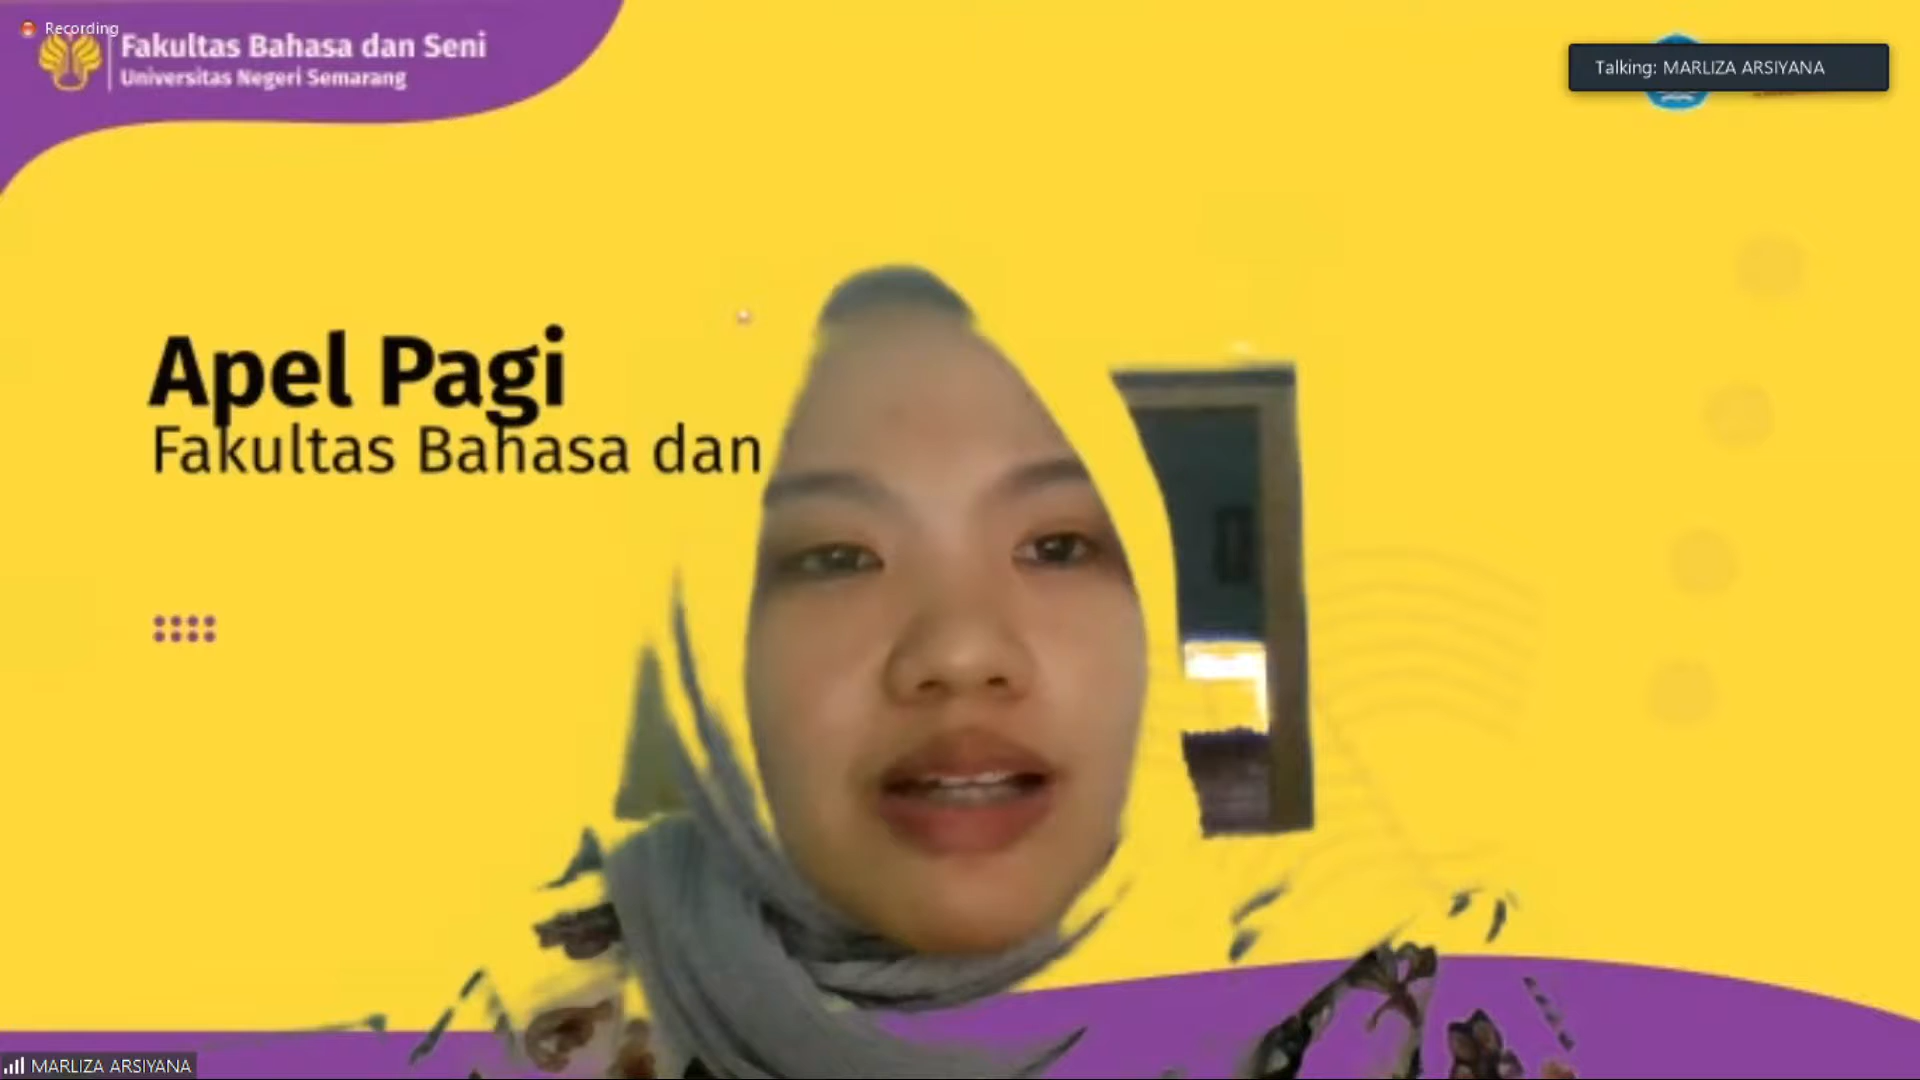 Recording
Fakultas Bahasa dan Seni
Universitas Negeri Semarang
Talking: MARLIZA ARSIYANA
Apel Pagi
Fakultas Bahasa dan
MARLIZA ARSIYANA